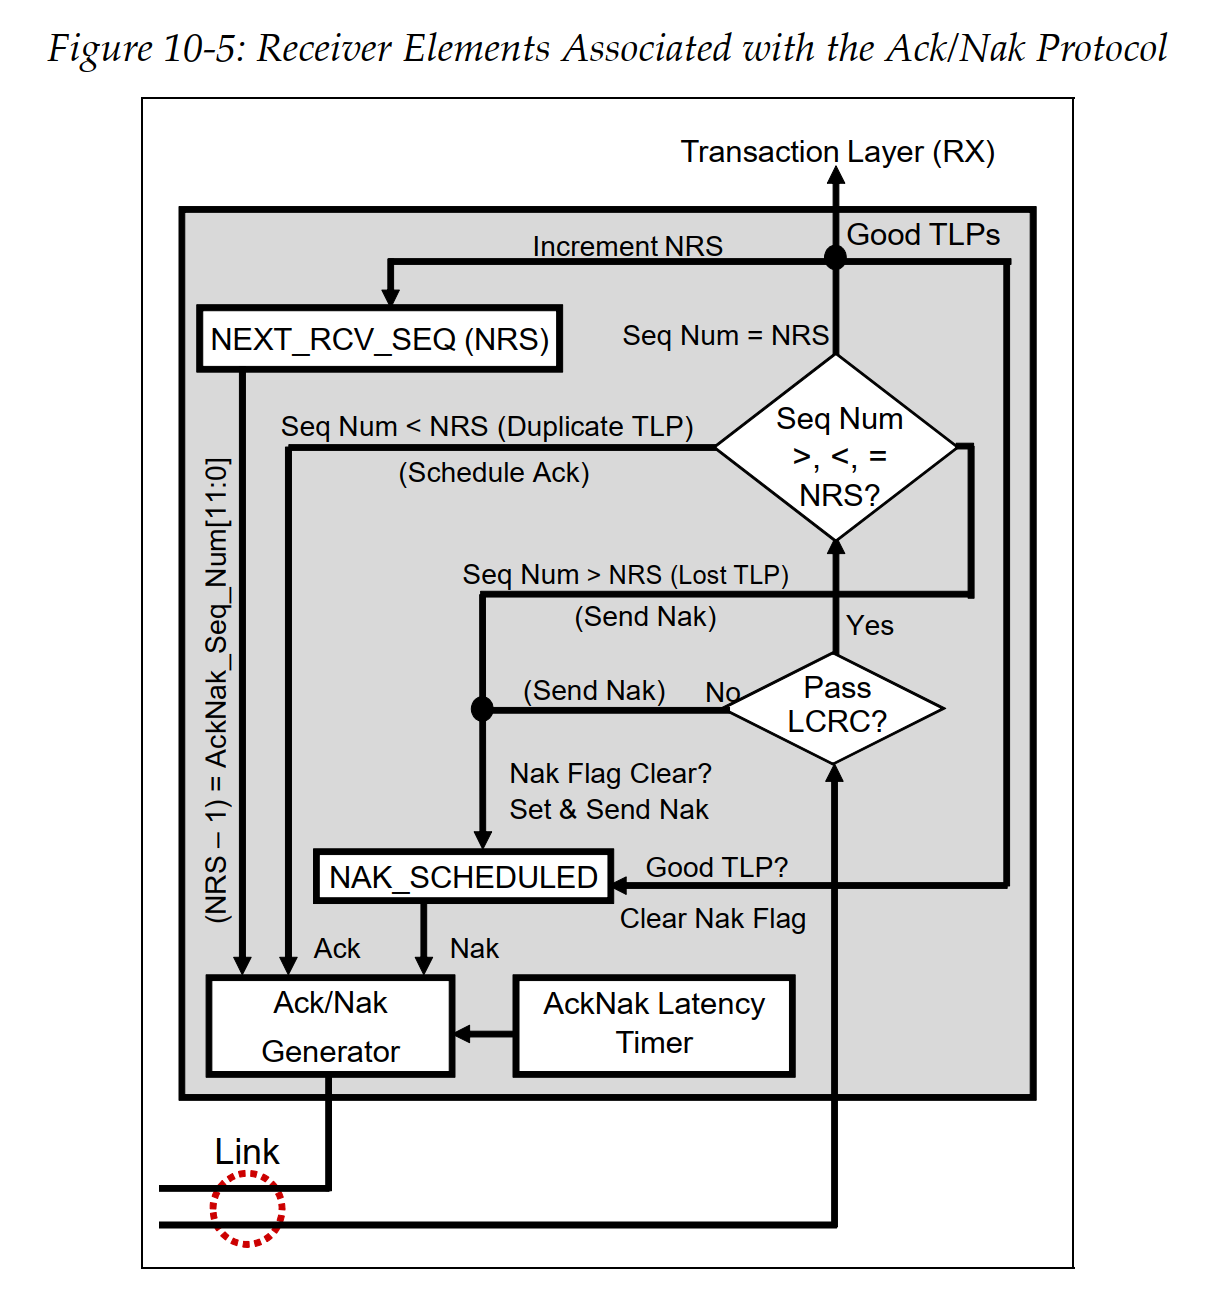 Figure 10-5: Receiver Elements Associated with the Ack/Nak Protocol
Transaction Layer (RX)
Good TLPs
Increment NRS
NEXT_RCV_SEQ (NRS)
Seq Num = NRS
Seq Num < NRS (Duplicate TLP)
(Schedule Ack)
Seq Num
>, <, =
NRS?
(NRS – 1) = AckNak_Seq_Num[11:0]
Seq Num > NRS (Lost TLP)
(Send Nak)
Yes
(Send Nak)
No
Pass
LCRC?
Nak Flag Clear?
Set & Send Nak
NAK_SCHEDULED
Good TLP?
Clear Nak Flag
Ack
Nak
Ack/Nak
Generator
AckNak Latency
Timer
Link